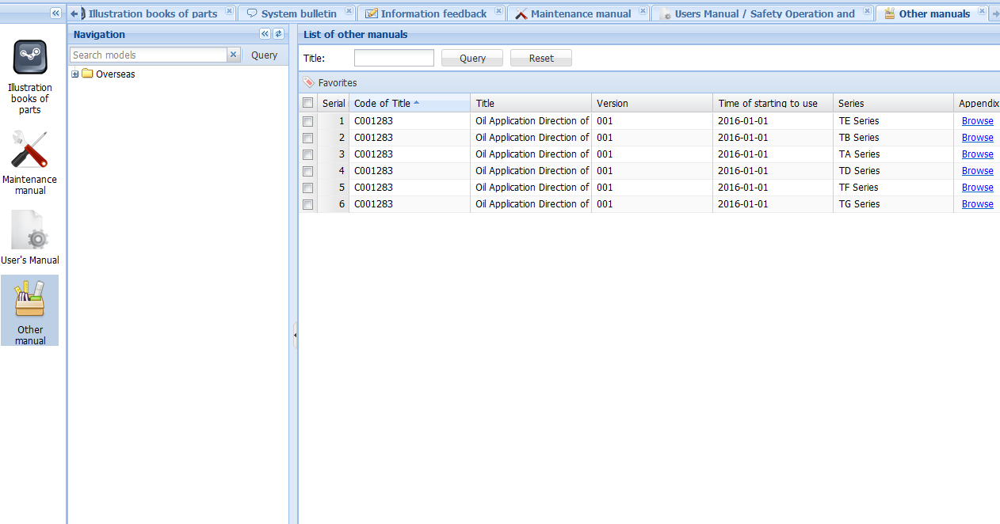 Illustration books of parts
System bulletin
Information feedback
Maintenance manual
Users Manual / Safety Operation and
Other manuals
Illustration
books of
parts
Maintenance
manual
User's Manual
Other
manual
Navigation
Search models
Query
Overseas
List of other manuals
Title:
Query
Reset
Favorites
Serial Code of Title Title Version Time of starting to use Series Appendix
1 C001283 Oil Application Direction of 001 2016-01-01 TE Series Browse
2 C001283 Oil Application Direction of 001 2016-01-01 TB Series Browse
3 C001283 Oil Application Direction of 001 2016-01-01 TA Series Browse
4 C001283 Oil Application Direction of 001 2016-01-01 TD Series Browse
5 C001283 Oil Application Direction of 001 2016-01-01 TF Series Browse
6 C001283 Oil Application Direction of 001 2016-01-01 TG Series Browse